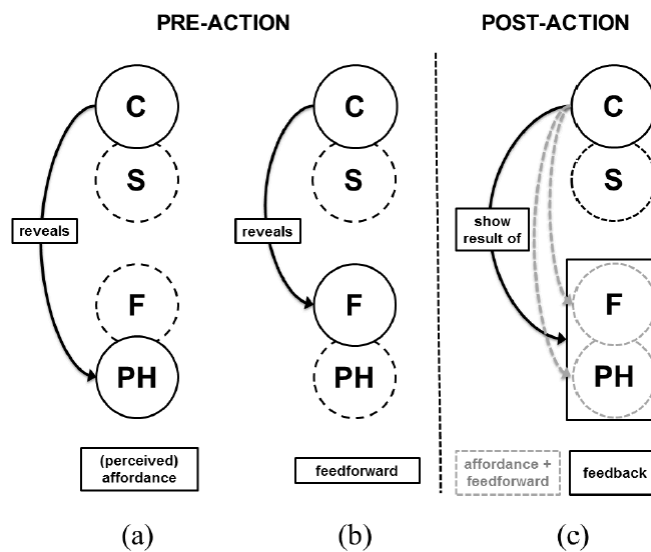 PRE-ACTION
POST-ACTION
C
S
reveals
F
PH
(perceived)
affordance
(a)
C
S
reveals
F
PH
feedforward
(b)
C
S
show
result of
F
PH
affordance +
feedforward
feedback
(c)